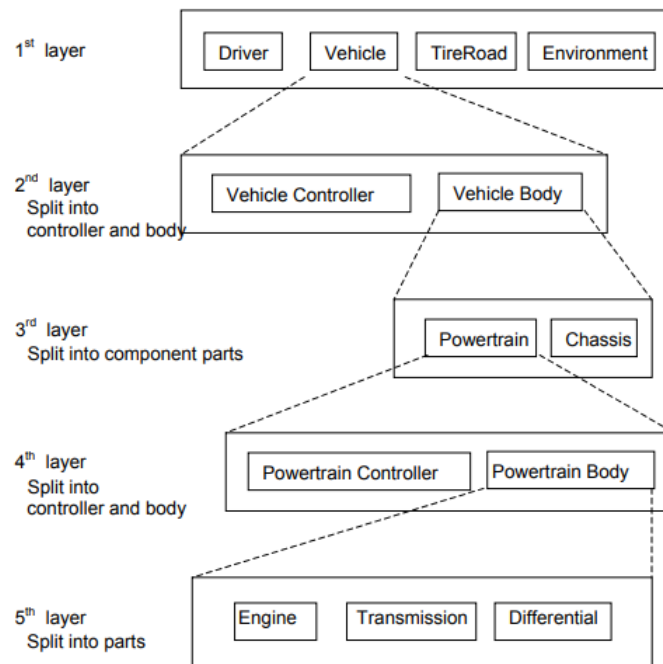 1st layer
Driver
Vehicle
TireRoad
Environment
2nd layer
Split into
controller and body
Vehicle Controller
Vehicle Body
3rd layer
Split into component parts
Powertrain
Chassis
4th layer
Split into
controller and body
Powertrain Controller
Powertrain Body
5th layer
Split into parts
Engine
Transmission
Differential